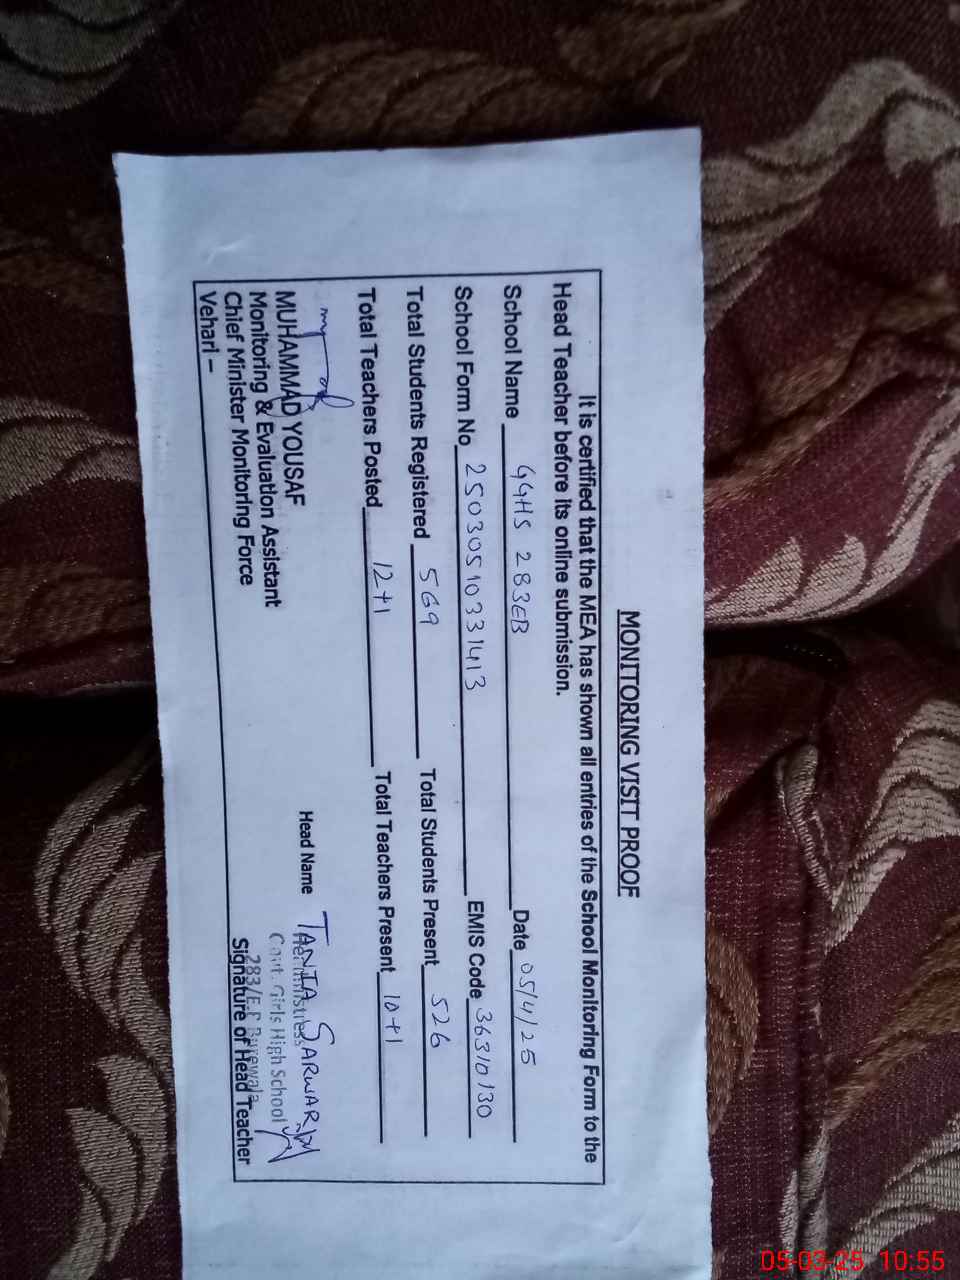 MONITORING VISIT PROOF
It is certified that the MEA has shown all entries of the School Monitoring Form to the
Head Teacher before its online submission.
School Name GGHS 283EB Date 05/4/25
School Form No 25030510331413 EMIS Code 36310130
Total Students Registered 569 Total Students Present 526
Total Teachers Posted 12+1 Total Teachers Present 10+1
MUHAMMAD YOUSAF
Monitoring & Evaluation Assistant
Chief Minister Monitoring Force
Vehari –
Head Name TANIA SARWAR
Govt. Girls High School
283/E.B Burewala
Signature of Head Teacher
05-03-25 10:55